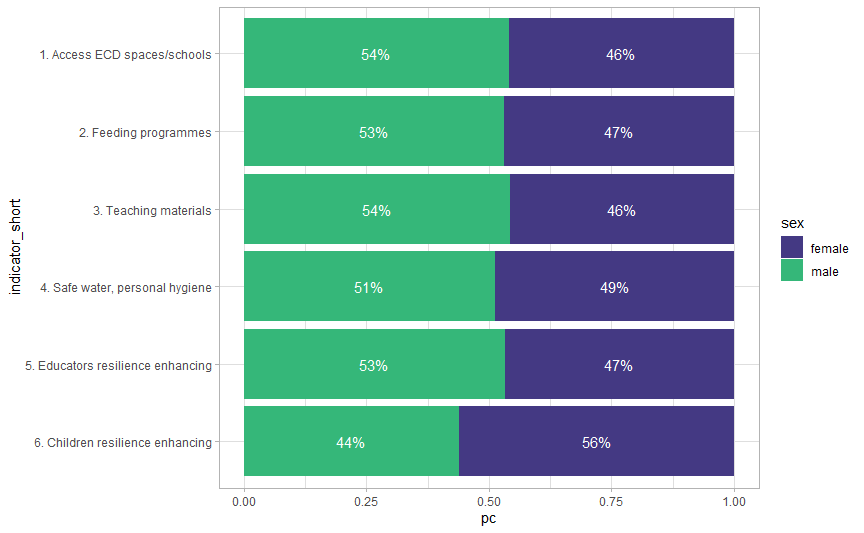 1. Access ECD spaces/schools 54% 46%
2. Feeding programmes 53% 47%
3. Teaching materials 54% 46%
4. Safe water, personal hygiene 51% 49%
5. Educators resilience enhancing 53% 47%
6. Children resilience enhancing 44% 56%
indicator_short
0.00 0.25 0.50 0.75 1.00
pc
sex
female
male